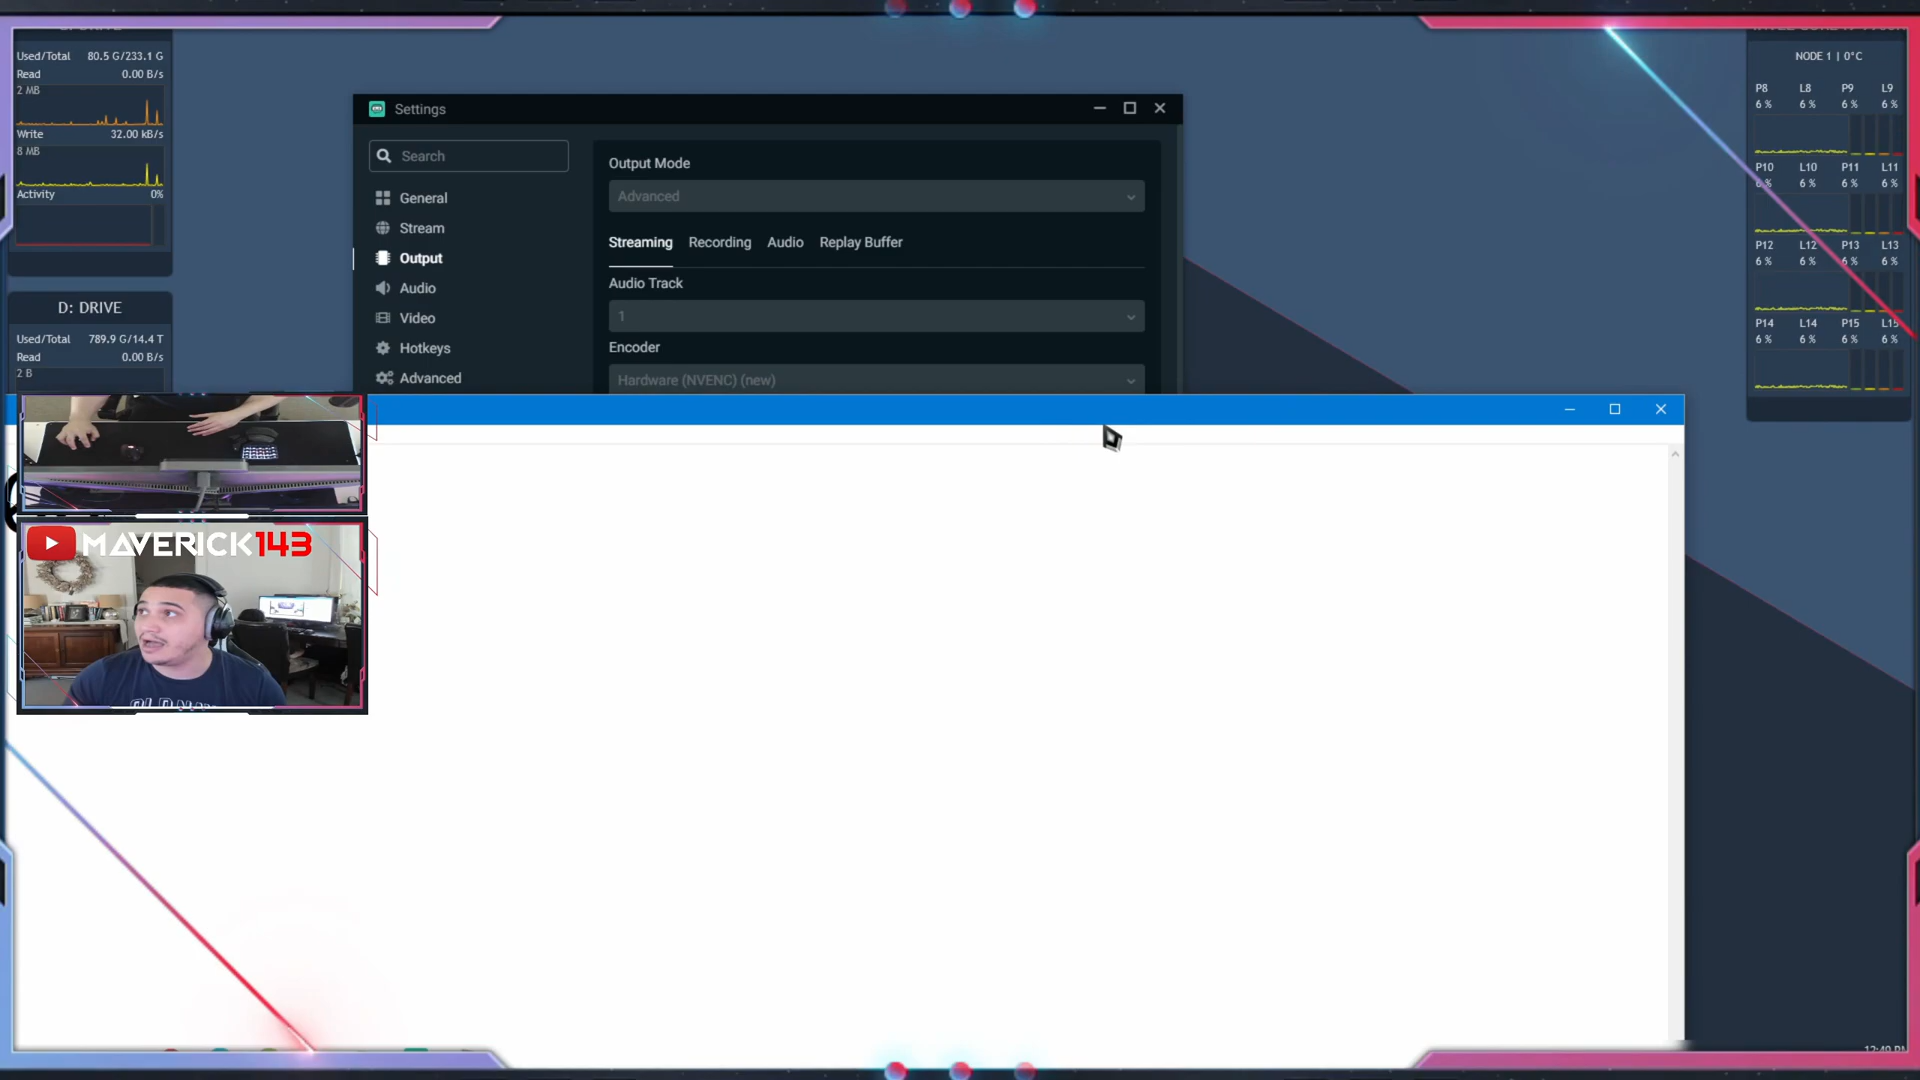 Used/Total 80.5 G/233.1 G
Read 0.00 B/s
2 MB
Write 32.00 kB/s
8 MB
Activity 0%
D: DRIVE
Used/Total 789.9 G/14.4 T
Read 0.00 B/s
2 B
Settings
Search
General
Stream
Output
Audio
Video
Hotkeys
Advanced
Output Mode
Advanced
Streaming Recording Audio Replay Buffer
Audio Track
1
Encoder
Hardware (NVENC) (new)
NODE 1 | 0°C
P8 L8 P9 L9
6 % 6 % 6 % 6 %
P10 L10 P11 L11
6 % 6 % 6 % 6 %
P12 L12 P13 L13
6 % 6 % 6 % 6 %
P14 L14 P15 L15
6 % 6 % 6 % 6 %
MAVERICK143